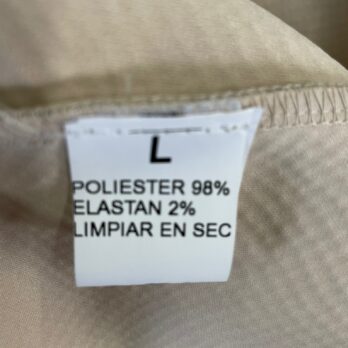 L
POLIESTER 98%
ELASTAN 2%
LIMPIAR EN SEC